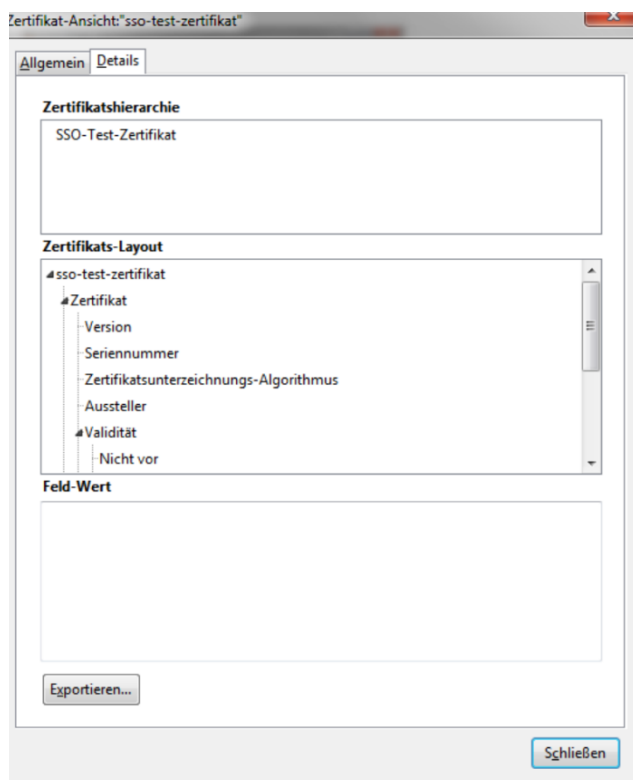 Zertifikat-Ansicht:"sso-test-zertifikat"
Allgemein Details
Zertifikatshierarchie
SSO-Test-Zertifikat
Zertifikats-Layout
sso-test-zertifikat
Zertifikat
Version
Seriennummer
Zertifikatsunterzeichnungs-Algorithmus
Aussteller
Validität
Nicht vor
Feld-Wert
Exportieren...
Schließen